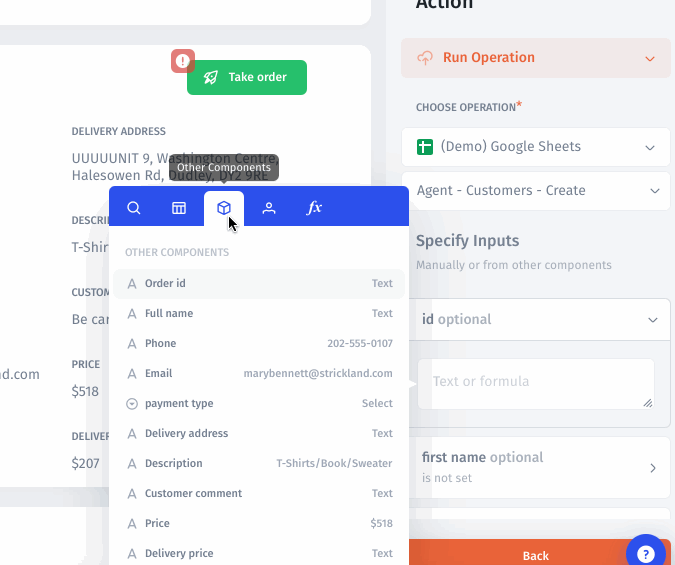 Action
Take order
Run Operation
CHOOSE OPERATION*
DELIVERY ADDRESS
(Demo) Google Sheets
UUUUUNIT 9, Washington Centre,
Halesowen Rd, Dudley, DY2 9RE
Other Components
Agent - Customers - Create
fx
DESCRI
Specify Inputs
T-Shir
OTHER COMPONENTS
Manually or from other components
Order id Text
CUSTOM
Full name Text
Be car
id optional
Phone 202-555-0107
PRICE
nd.com
Email marybennett@strickland.com
Text or formula
$518
payment type Select
DELIVER
Delivery address Text
first name optional
$207
Description T-Shirts/Book/Sweater
is not set
Customer comment Text
Price $518
Delivery price Text
Back
?